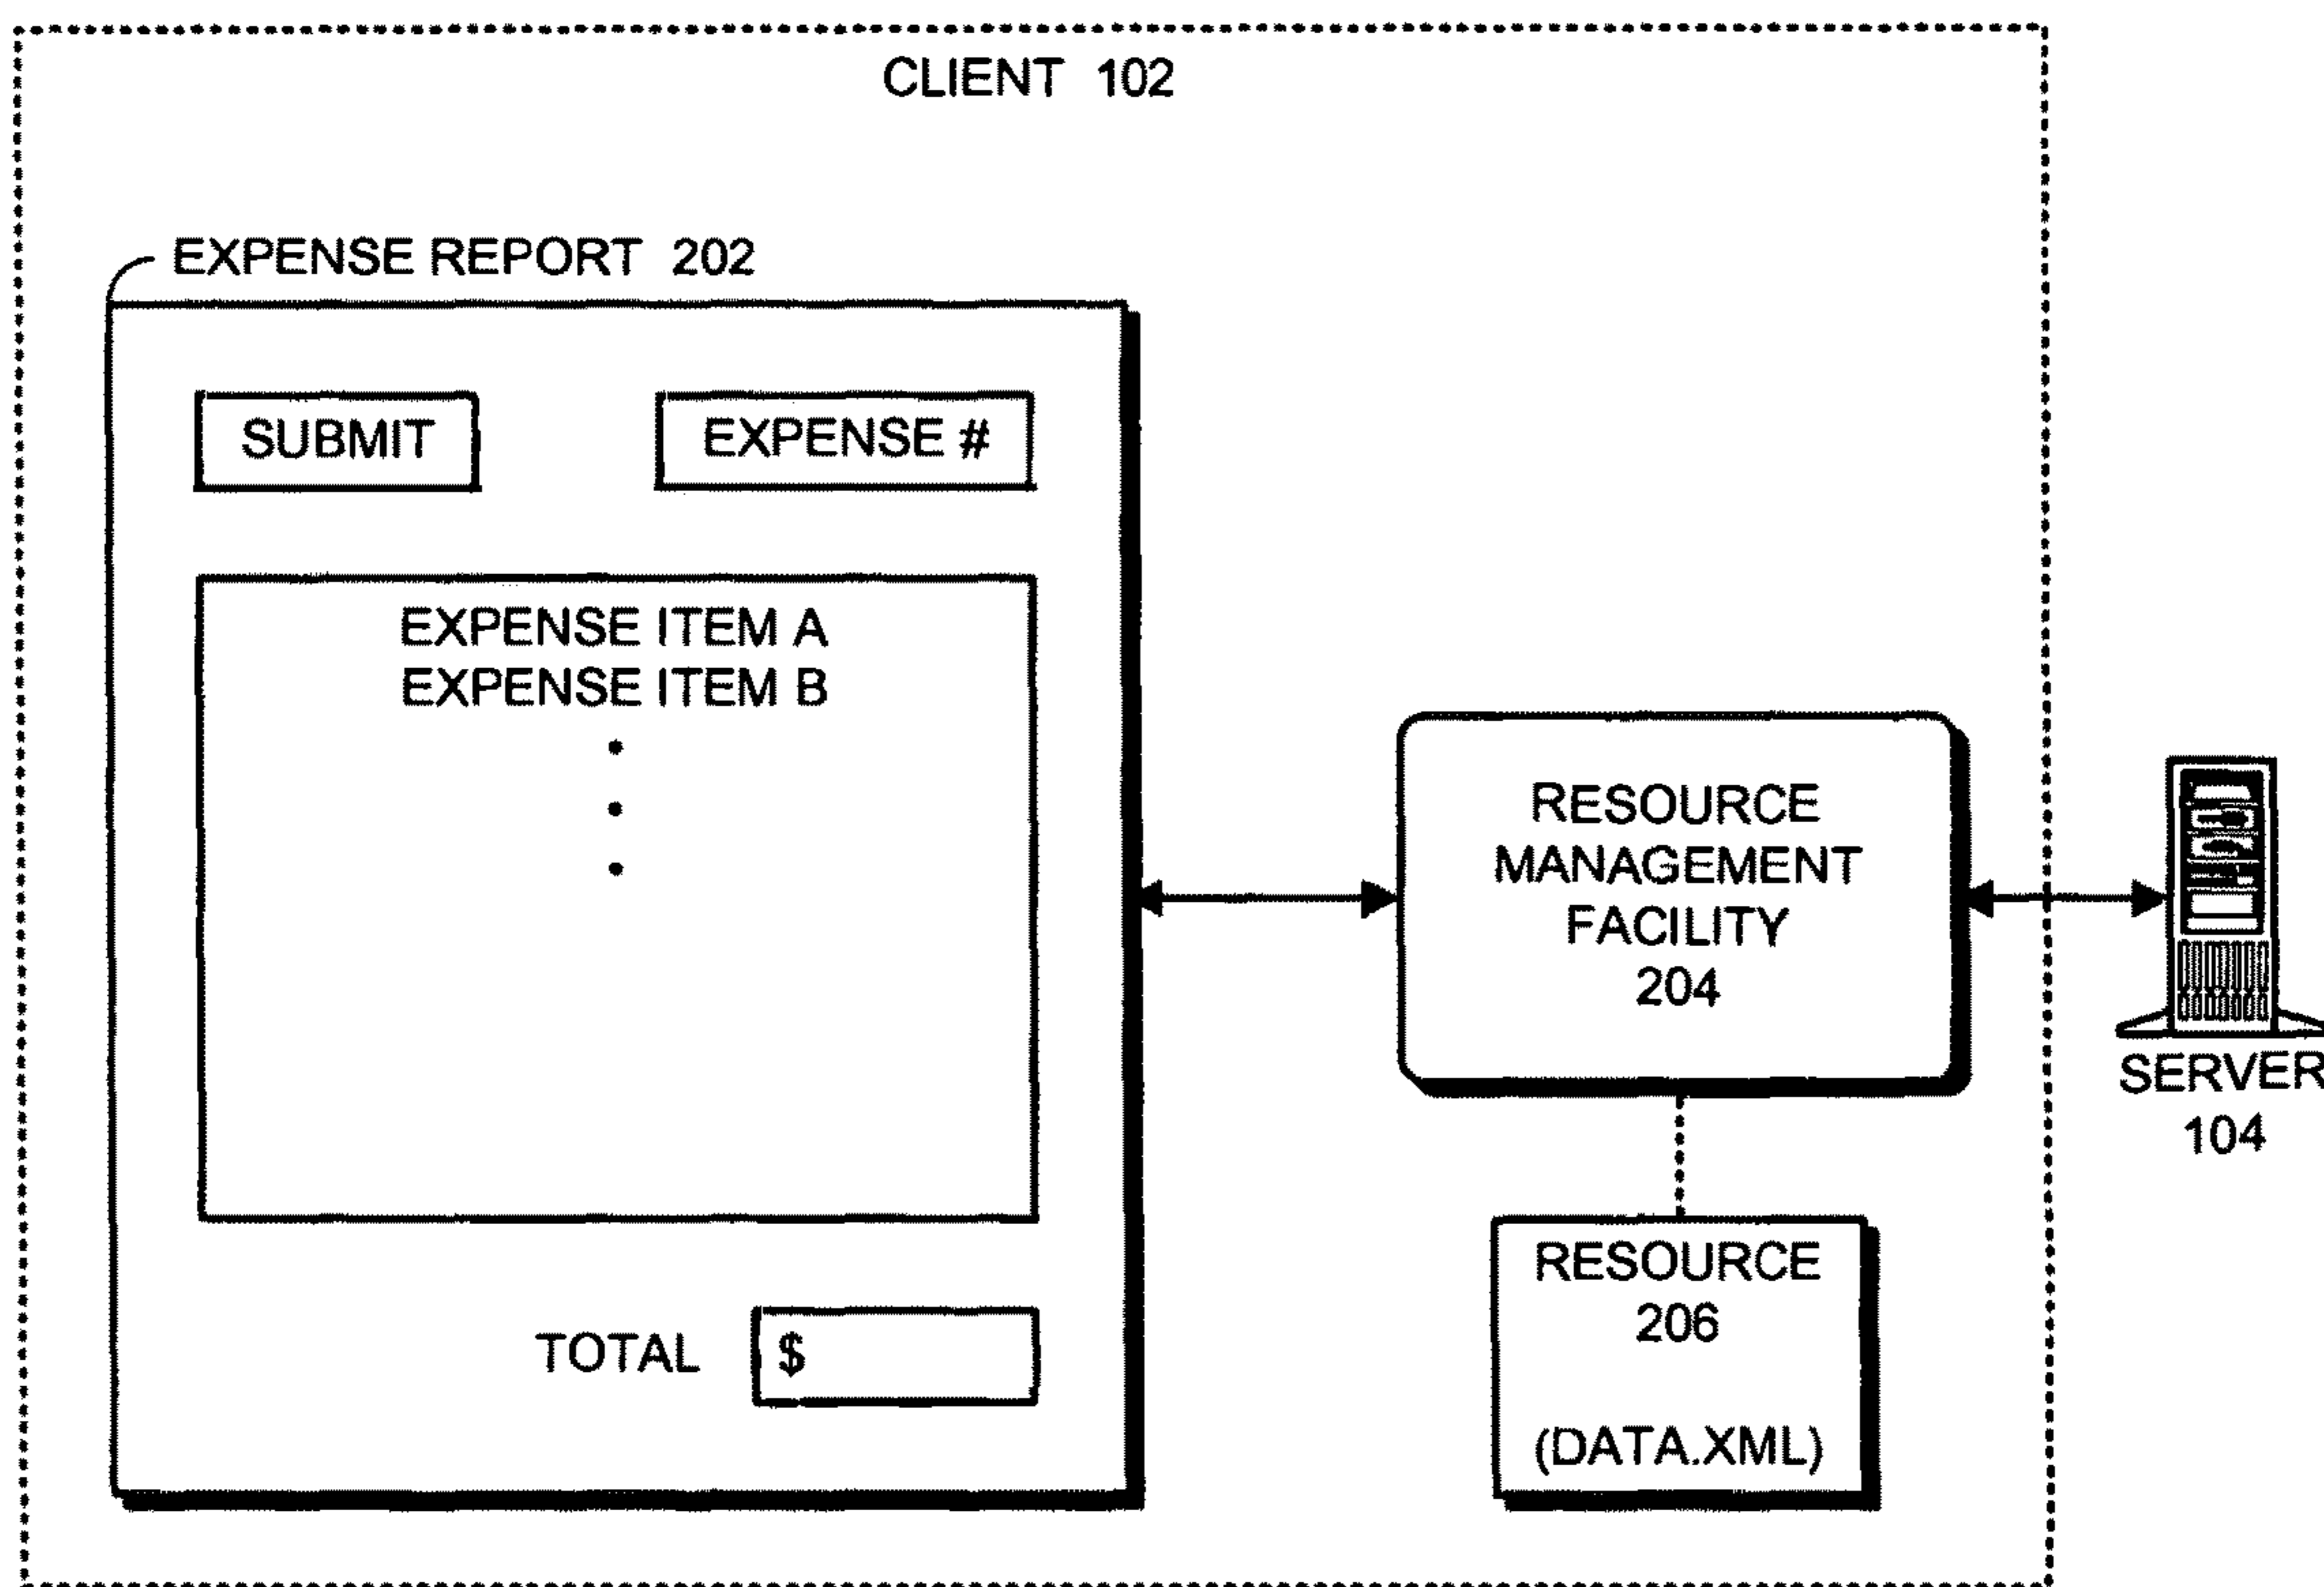 CLIENT 102
EXPENSE REPORT 202
SUBMIT
EXPENSE #
EXPENSE ITEM A
EXPENSE ITEM B
TOTAL
$
RESOURCE
MANAGEMENT
FACILITY
204
RESOURCE
206
(DATA.XML)
SERVER
104